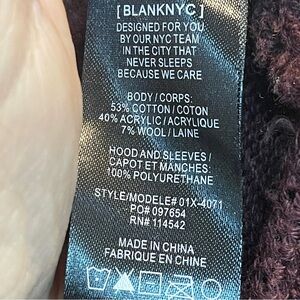 [BLANKNYC]
DESIGNED FOR YOU
BY OUR NYC TEAM
IN THE CITY THAT
NEVER SLEEPS
BECAUSE WE CARE
BODY / CORPS:
53% COTTON / COTON
40% ACRYLIC / ACRYLIQUE
7% WOOL / LAINE
HOOD AND SLEEVES /
CAPOT ET MANCHES:
100% POLYURETHANE
STYLE/MODELE# 01X-4071
PO# 097654
RN# 114542
MADE IN CHINA
FABRIQUE EN CHINE